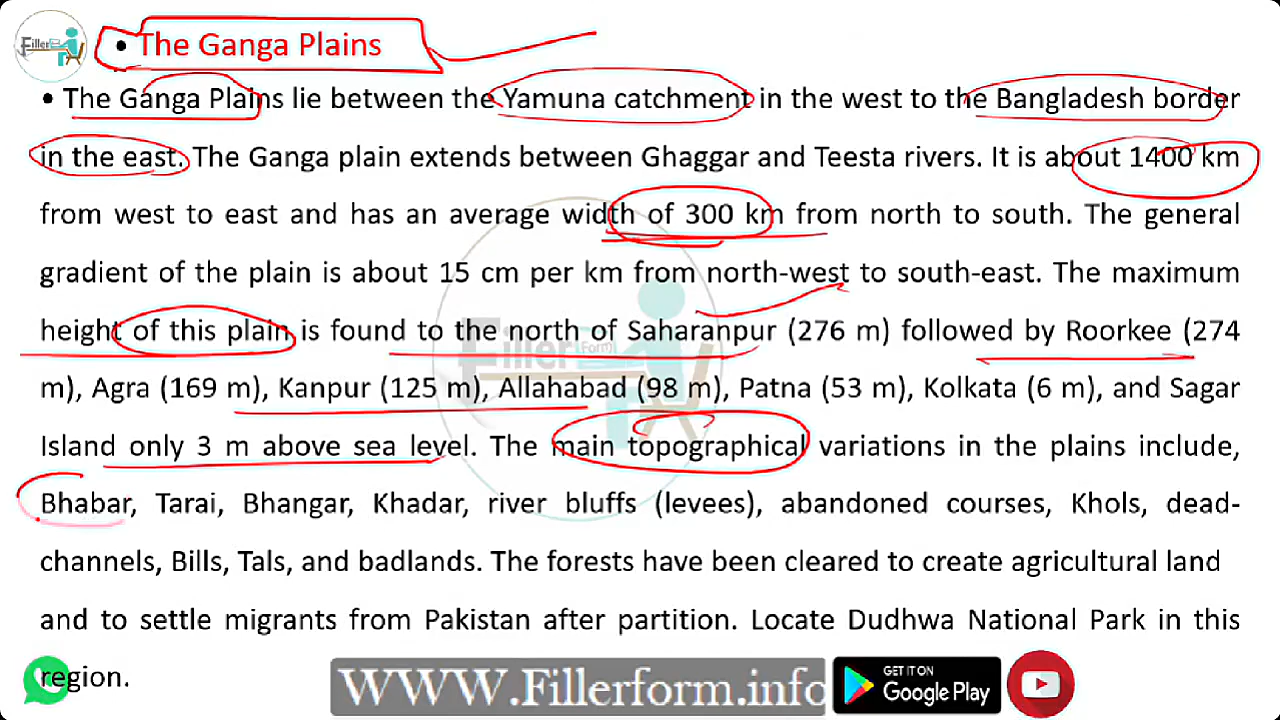 Filler
• The Ganga Plains
• The Ganga Plains lie between the Yamuna catchment in the west to the Bangladesh border
in the east. The Ganga plain extends between Ghaggar and Teesta rivers. It is about 1400 km
from west to east and has an average width of 300 km from north to south. The general
gradient of the plain is about 15 cm per km from north-west to south-east. The maximum
height of this plain is found to the north of Saharanpur (276 m) followed by Roorkee (274
m), Agra (169 m), Kanpur (125 m), Allahabad (98 m), Patna (53 m), Kolkata (6 m), and Sagar
Island only 3 m above sea level. The main topographical variations in the plains include,
Bhabar, Tarai, Bhangar, Khadar, river bluffs (levees), abandoned courses, Khols, dead-
channels, Bills, Tals, and badlands. The forests have been cleared to create agricultural land
and to settle migrants from Pakistan after partition. Locate Dudhwa National Park in this
region.
Filler Form
WWW.Fillerform.info
GET IT ON
Google Play